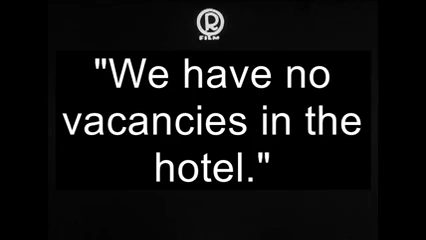 R
FILM
"We have no
vacancies in the
hotel."